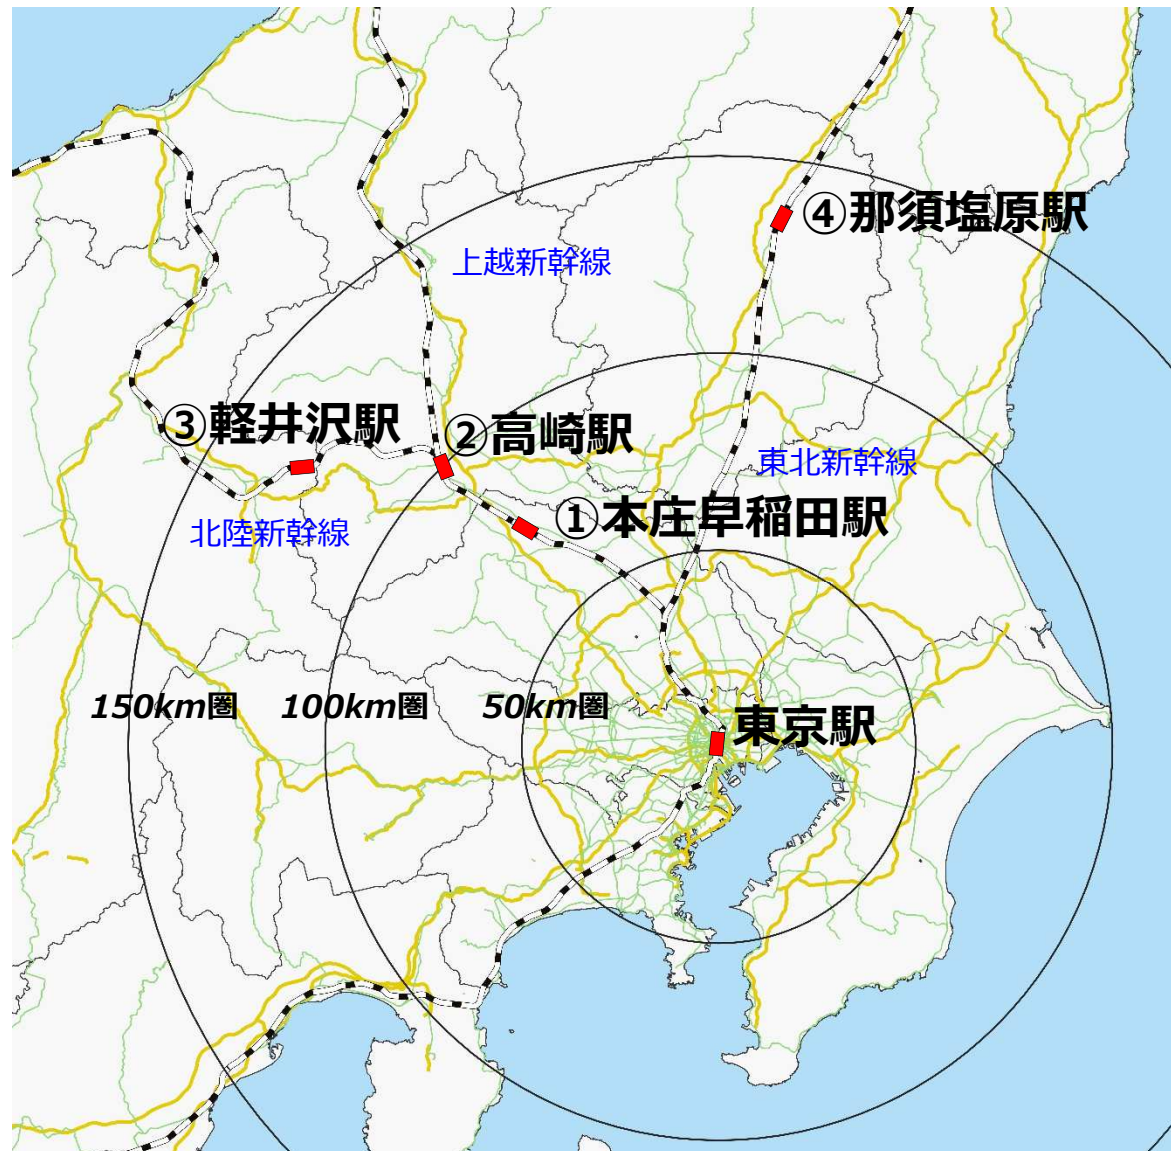 ④那須塩原駅
上越新幹線
③軽井沢駅
②高崎駅
東北新幹線
①本庄早稲田駅
北陸新幹線
150km圏
100km圏
50km圏
東京駅